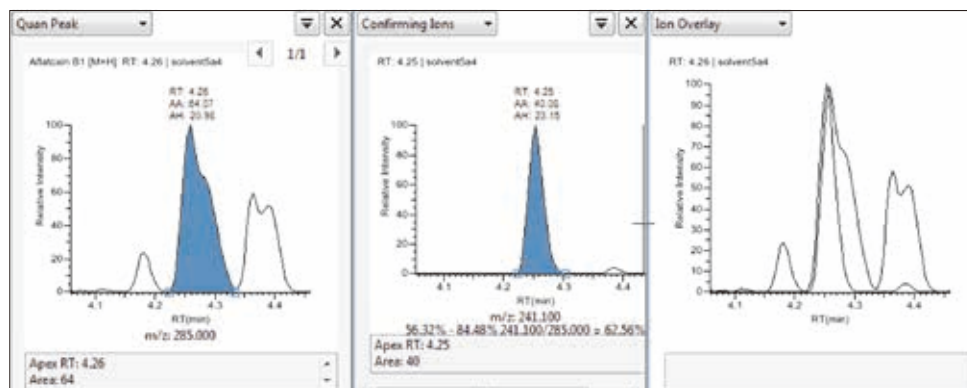 Quan Peak
Aflatoxin B1 [M+H] RT: 4.26 | solvent5a4
1/1
RT: 4.26
AA: 64.07
AH: 20.96
100
80
60
40
20
0
Relative Intensity
4.1 4.2 4.3 4.4
RT(min)
m/z: 285.000
Apex RT: 4.26
Area: 64
Confirming Ions
RT: 4.25 | solvent5a4
RT: 4.25
AA: 40.08
AH: 23.15
100
80
60
40
20
0
Relative Intensity
4.1 4.2 4.3 4.4
RT(min)
m/z: 241.100
56.32% - 84.48% 241.100/285.000 = 62.56%
Apex RT: 4.25
Area: 40
Ion Overlay
RT: 4.26 | solvent5a4
100
90
80
70
60
50
40
30
20
10
0
Relative Intensity
4.1 4.2 4.3 4.4
RT(min)